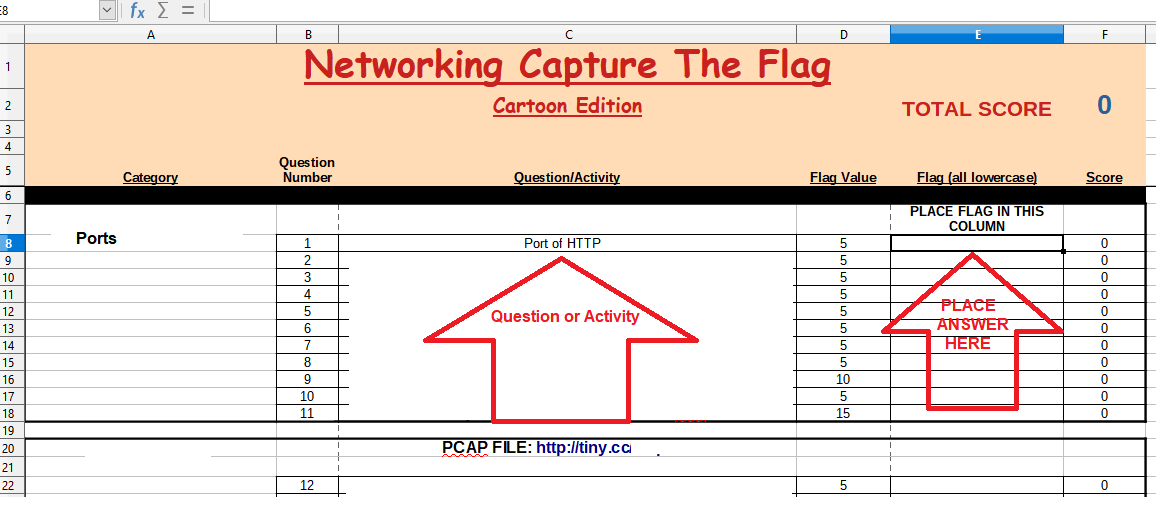 E8
fx Σ =
A B C D E F
1 Networking Capture The Flag
2 Cartoon Edition TOTAL SCORE 0
3
4
5 Category Question Number Question/Activity Flag Value Flag (all lowercase) Score
6
7 PLACE FLAG IN THIS COLUMN
Ports
8 1 Port of HTTP 5 0
9 2 5 0
10 3 5 0
11 4 5 0
12 5 5 0
13 6 5 0
14 7 5 0
15 8 5 0
16 9 10 0
17 10 5 0
18 11 15 0
Question or Activity
PLACE
ANSWER
HERE
19
20 PCAP FILE: http://tiny.cc
21
22 12 5 0